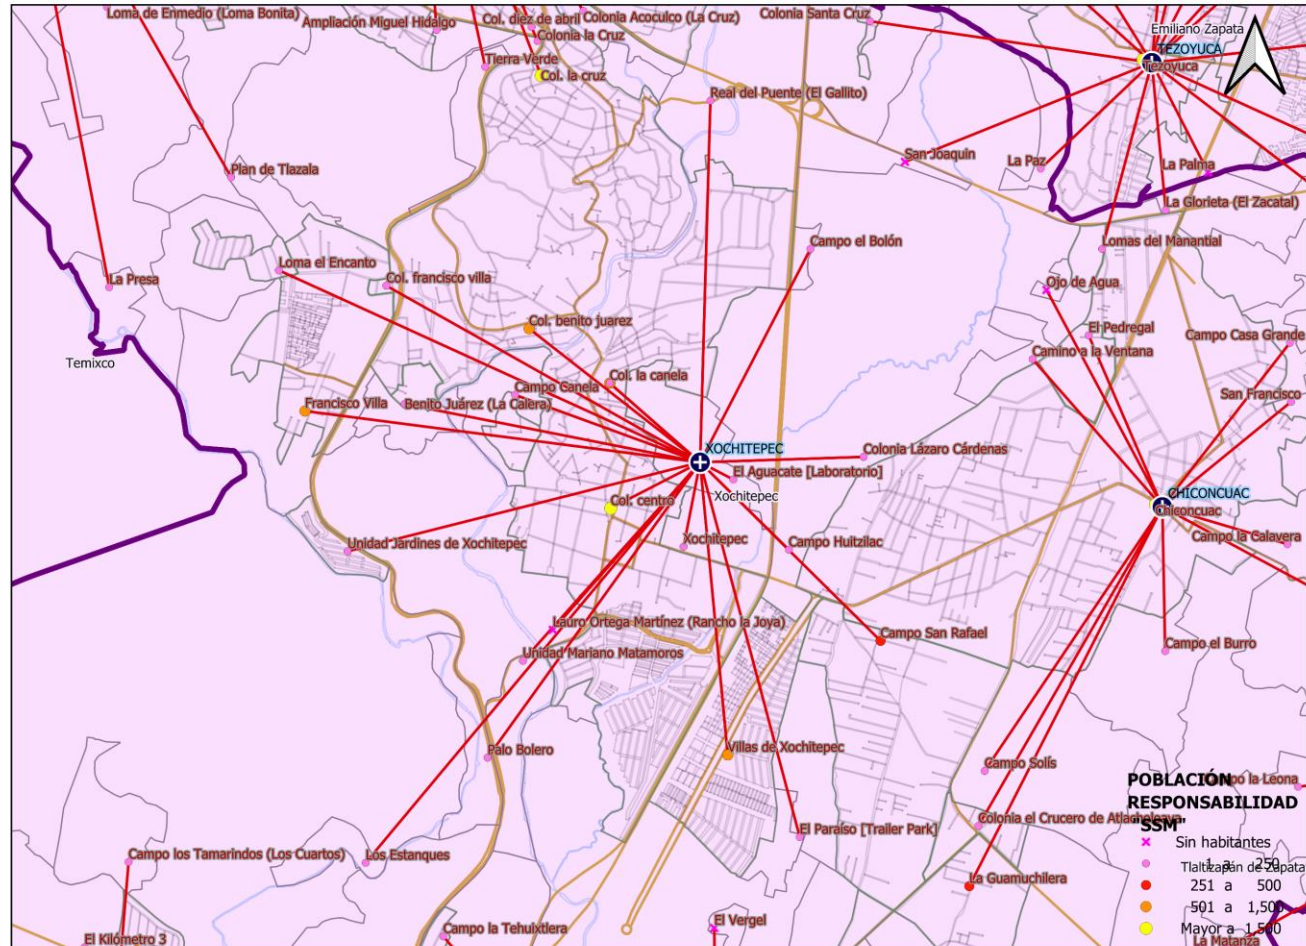 Loma de Enmedio (Loma Bonita)
Ampliación Miguel Hidalgo
Col. diez de abril
Colonia Acoculco (La Cruz)
Colonia Santa Cruz
Emiliano Zapata
Colonia la Cruz
TEZOYUCA
Tezoyuca
Tierra Verde
Col. la cruz
Real del Puente (El Gallito)
San Joaquin
La Paz
La Palma
Plan de Tlazala
La Glorieta (El Zacatal)
Campo el Bolón
Lomas del Manantial
Loma el Encanto
Col. francisco villa
La Presa
Ojo de Agua
Col. benito juarez
El Pedregal
Campo Casa Grande
Camino a la Ventana
Temixco
Col. la canela
Campo Canela
San Francisco
Francisco Villa
Benito Juárez (La Calera)
XOCHITEPEC
Colonia Lázaro Cárdenas
El Aguacate [Laboratorio]
Xochitepec
Col. centro
CHICONCUAC
Chiconcuac
Unidad Jardines de Xochitepec
Xochitepec
Campo Huitzilac
Campo la Calavera
Lauro Ortega Martínez (Rancho la Joya)
Campo San Rafael
Unidad Mariano Matamoros
Campo el Burro
Palo Bolero
Villas de Xochitepec
Campo Solís
POBLACIÓN
RESPONSABILIDAD
"SSM"
la Leona
Colonia el Crucero de Atlacholoaya
El Paraíso [Trailer Park]
Sin habitantes
Campo los Tamarindos (Los Cuartos)
Los Estanques
1 a 250
Tlaltizapán de Zapata
La Guamuchilera
251 a 500
501 a 1,500
Campo la Tehuixtlera
El Vergel
Mayor a 1,500
El Kilómetro 3
La Matanza